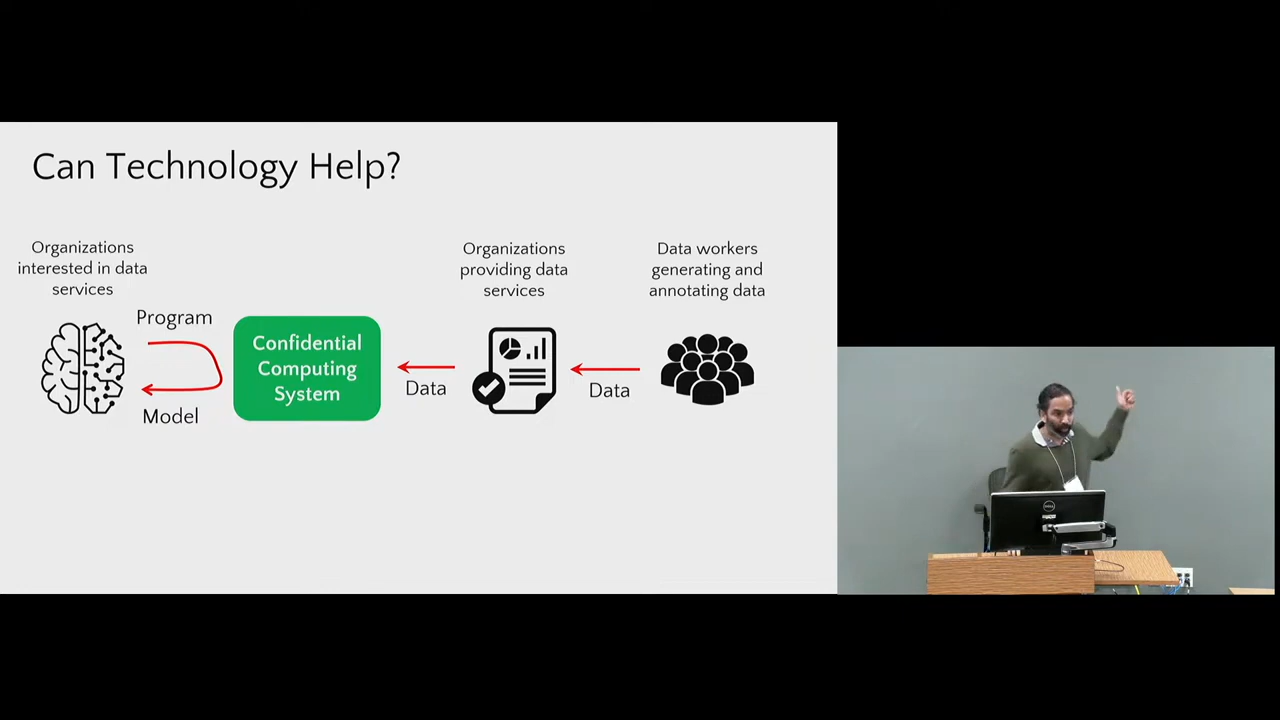 Can Technology Help?
Organizations
interested in data
services
Organizations
providing data
services
Data workers
generating and
annotating data
Program
Confidential
Computing
System
Model
Data
Data
DELL